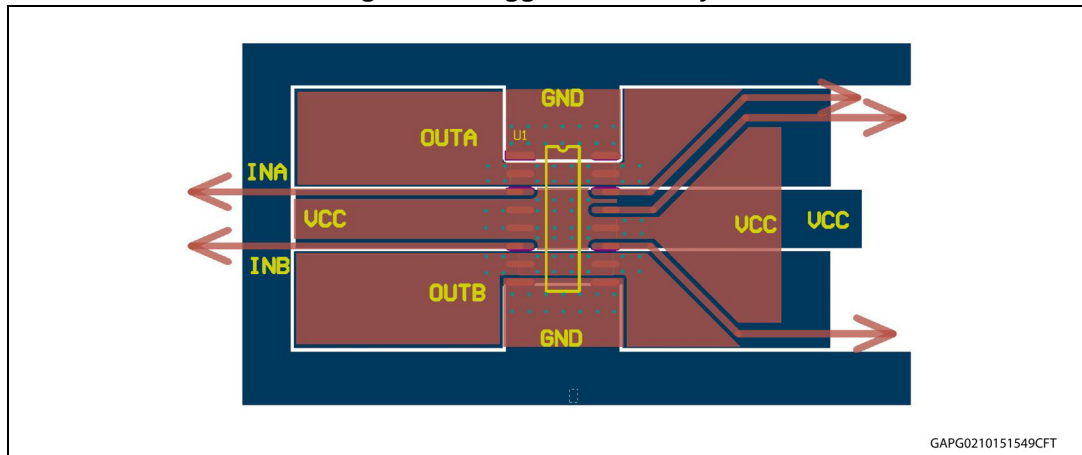 GND
U1
OUTA
INA
VCC
VCC
VCC
INB
OUTB
GND
GAPG0210151549CFT